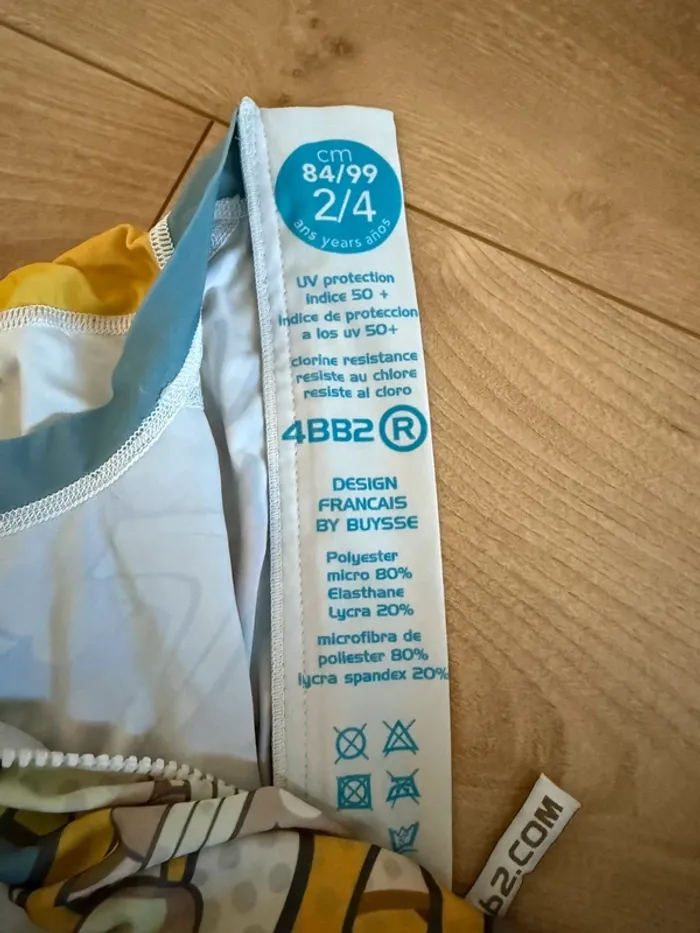 cm
84/99
2/4
ans years años
UV protection
indice 50 +
indice de proteccion
a los uv 50+
clorine resistance
resiste au chlore
resiste al cloro
4BB2 ®
DESIGN
FRANCAIS
BY BUYSSE
Polyester
micro 80%
Elasthane
Lycra 20%
microfibra de
poliester 80%
lycra spandex 20%
b2.COM